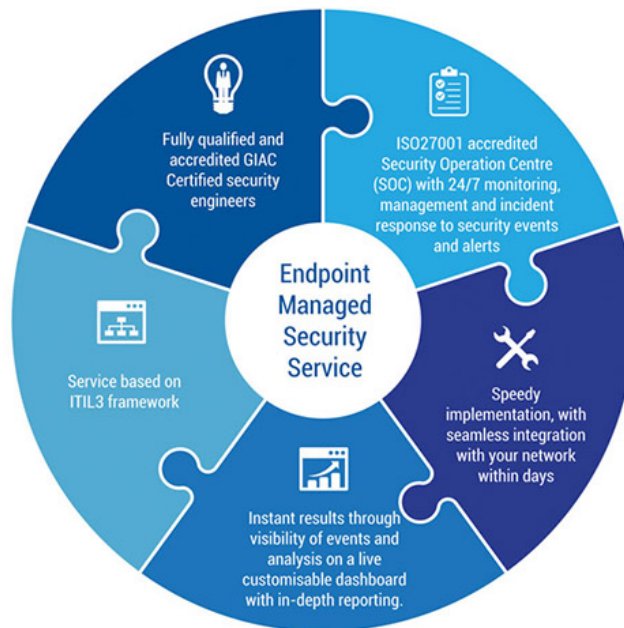 Fully qualified and
accredited GIAC
Certified security
engineers
ISO27001 accredited
Security Operation Centre
(SOC) with 24/7 monitoring,
management and incident
response to security events
and alerts
Endpoint
Managed
Security
Service
Service based on
ITIL3 framework
Speedy
implementation, with
seamless integration
with your network
within days
Instant results through
visibility of events and
analysis on a live
customisable dashboard
with in-depth reporting.